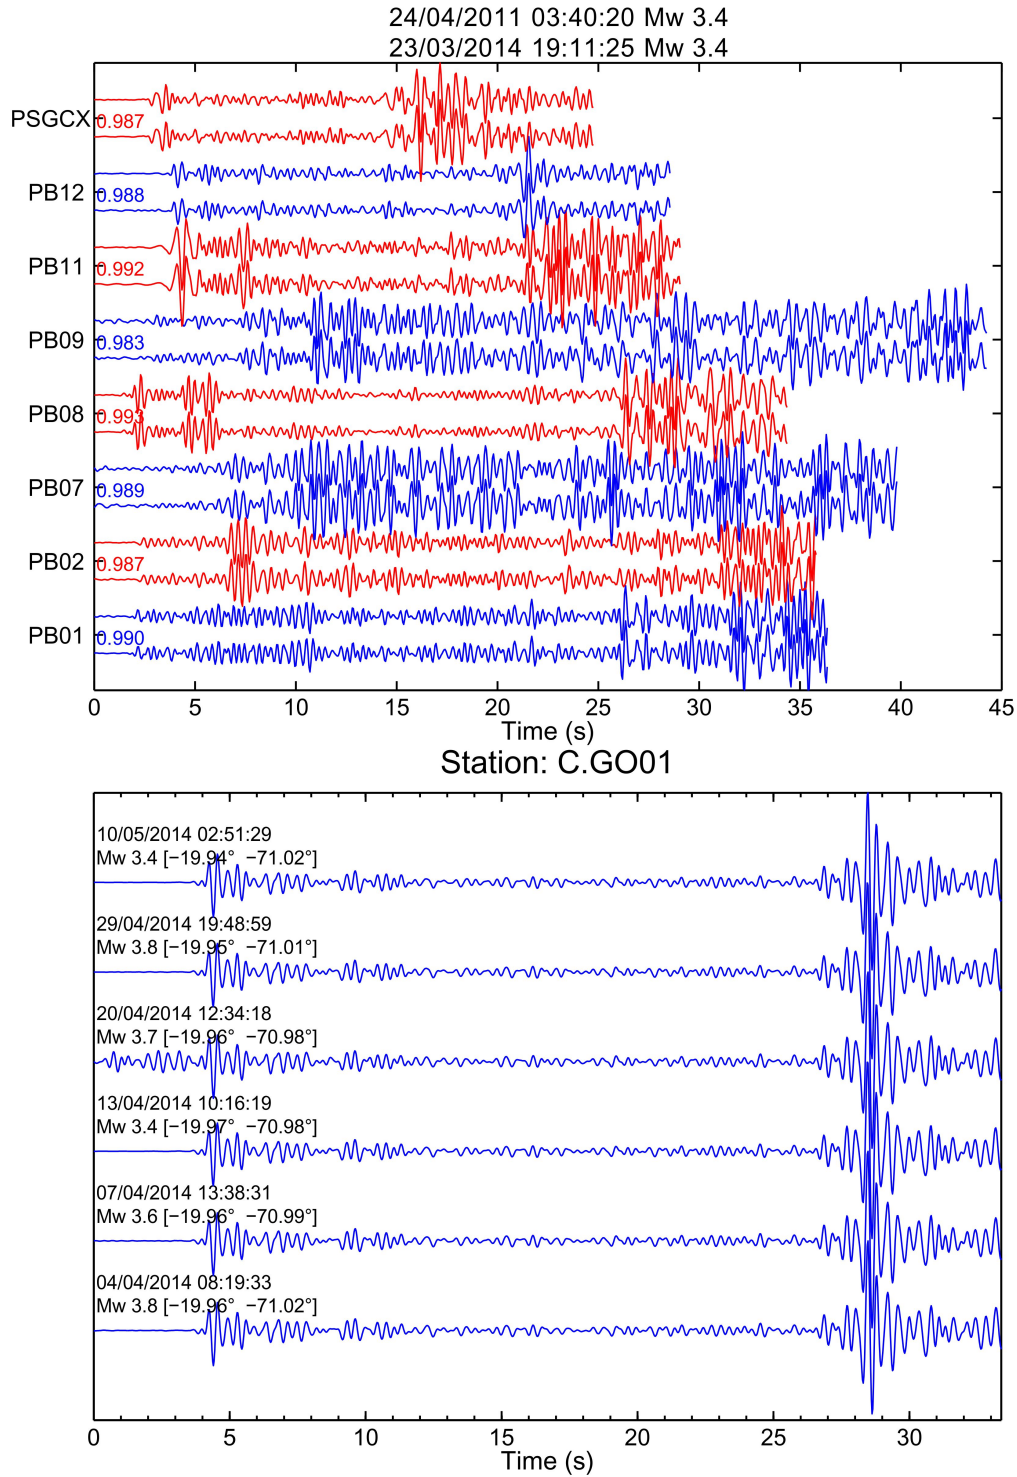 24/04/2011 03:40:20 Mw 3.4
23/03/2014 19:11:25 Mw 3.4
PSGCX 0.987
PB12 0.988
PB11 0.992
PB09 0.983
PB08 0.993
PB07 0.989
PB02 0.987
PB01 0.990
0 5 10 15 20 25 30 35 40 45
Time (s)
Station: C.GO01
10/05/2014 02:51:29
Mw 3.4 [−19.94° −71.02°]
29/04/2014 19:48:59
Mw 3.8 [−19.95° −71.01°]
20/04/2014 12:34:18
Mw 3.7 [−19.96° −70.98°]
13/04/2014 10:16:19
Mw 3.4 [−19.97° −70.98°]
07/04/2014 13:38:31
Mw 3.6 [−19.96° −70.99°]
04/04/2014 08:19:33
Mw 3.8 [−19.96° −71.02°]
0 5 10 15 20 25 30
Time (s)